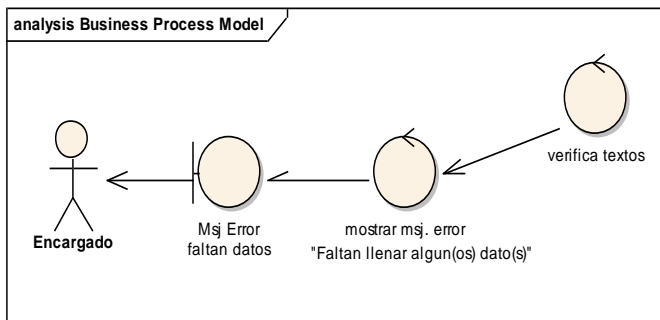 analysis Business Process Model
verifica textos
Encargado
Msj Error
faltan datos
mostrar msj. error
"Faltan llenar algun(os) dato(s)"